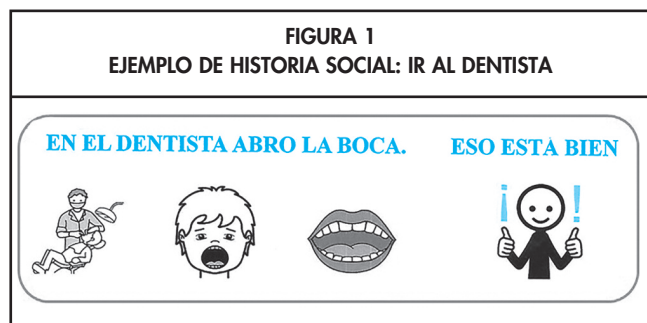 FIGURA 1
EJEMPLO DE HISTORIA SOCIAL: IR AL DENTISTA
EN EL DENTISTA ABRO LA BOCA. ESO ESTÁ BIEN
¡ !